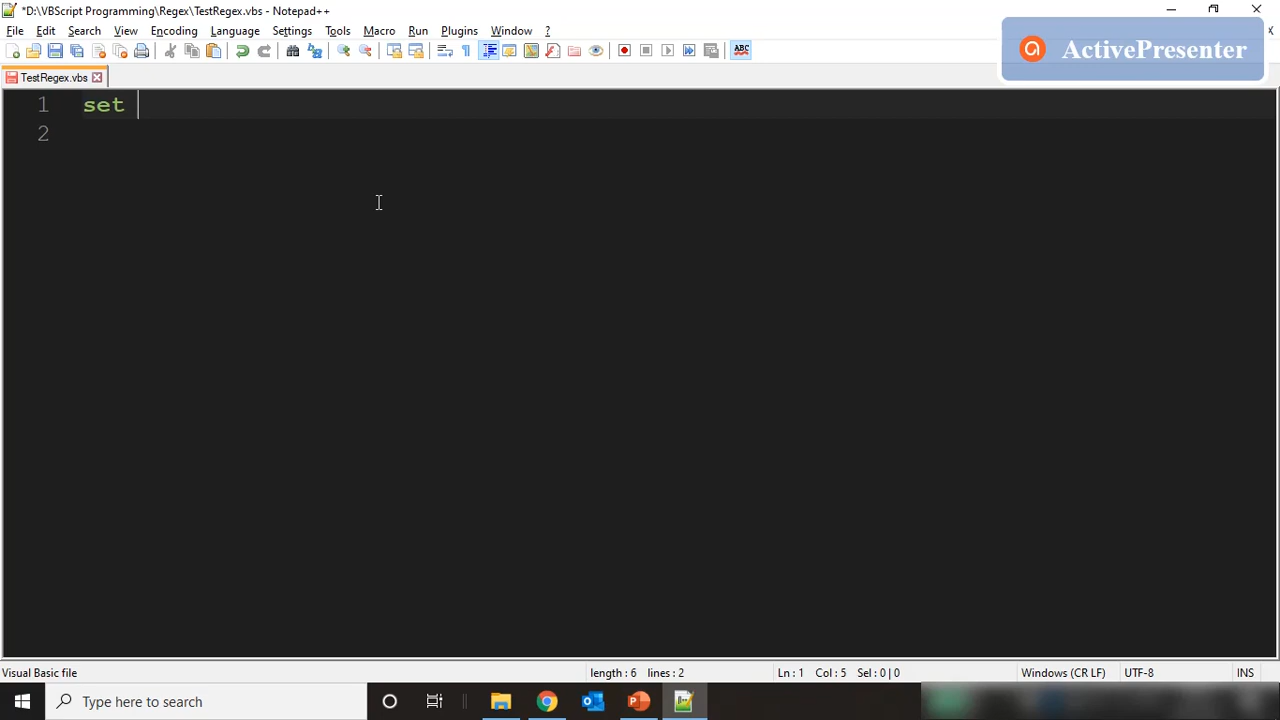 *D:\VBScript Programming\Regex\TestRegex.vbs - Notepad++
File Edit Search View Encoding Language Settings Tools Macro Run Plugins Window ? X
ActivePresenter
ABC
TestRegex.vbs
1 set
2
Visual Basic file length : 6 lines : 2 Ln : 1 Col : 5 Sel : 0 | 0 Windows (CR LF) UTF-8 INS
Type here to search